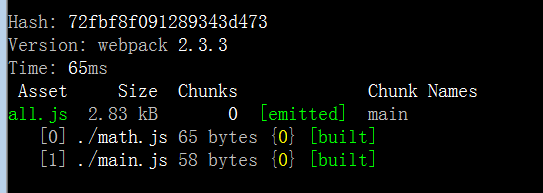 Hash: 72fbf8f091289343d473
Version: webpack 2.3.3
Time: 65ms
 Asset     Size  Chunks             Chunk Names
all.js  2.83 kB       0  [emitted]  main
   [0] ./math.js 65 bytes {0} [built]
   [1] ./main.js 58 bytes {0} [built]